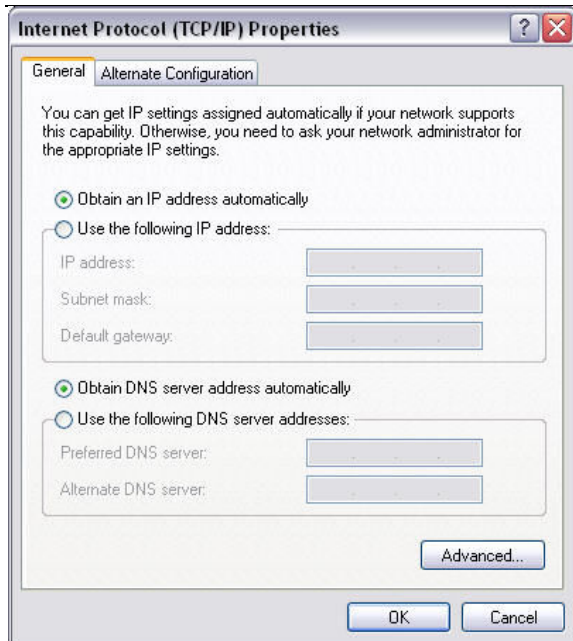 Internet Protocol (TCP/IP) Properties
General
Alternate Configuration
You can get IP settings assigned automatically if your network supports
this capability. Otherwise, you need to ask your network administrator for
the appropriate IP settings.
Obtain an IP address automatically
Use the following IP address:
IP address:
Subnet mask:
Default gateway:
Obtain DNS server address automatically
Use the following DNS server addresses:
Preferred DNS server:
Alternate DNS server:
Advanced...
OK
Cancel